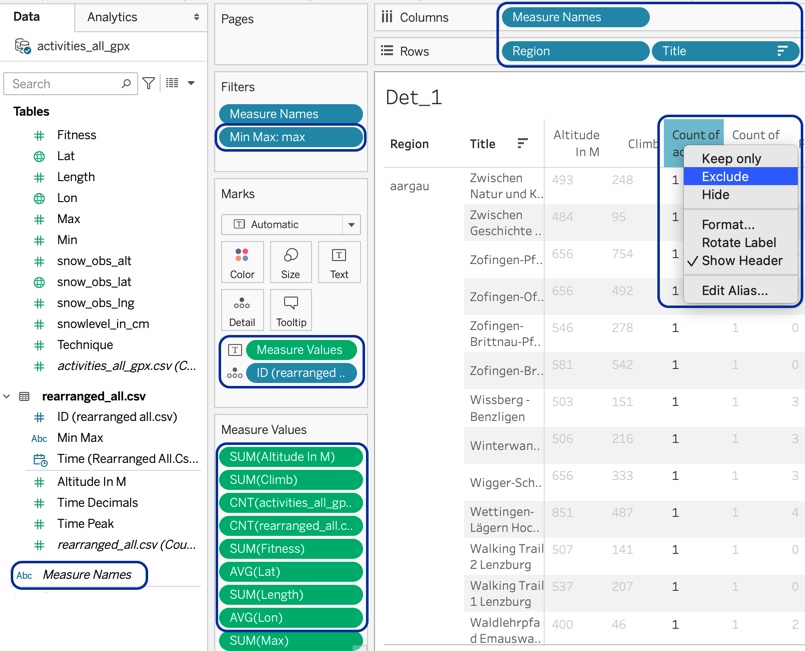 Data
Analytics
activities_all_gpx
Search
Tables
Fitness
Lat
Length
Lon
Max
Min
snow_obs_alt
snow_obs_lat
snow_obs_lng
snowlevel_in_cm
Technique
activities_all_gpx.csv (C...
rearranged_all.csv
ID (rearranged all.csv)
Abc Min Max
Time (Rearranged All.Cs...
Altitude In M
Time Decimals
Time Peak
rearranged_all.csv (Cou...
Abc Measure Names
Pages
Filters
Measure Names
Min Max: max
Marks
T Automatic
Color
Size
T
Text
Detail
Tooltip
T Measure Values
ID (rearranged ..
Measure Values
SUM(Altitude In M)
SUM(Climb)
CNT(activities_all_gp..
CNT(rearranged_all.c..
SUM(Fitness)
AVG(Lat)
SUM(Length)
AVG(Lon)
SUM(Max)
Columns
Measure Names
Rows
Region
Title
Det_1
Region
Title
Altitude
In M
Climb
Count of
ac
Count of
Keep only
Exclude
Hide
Format...
Rotate Label
✓ Show Header
Edit Alias...
aargau
Zwischen
Natur und K..
493 248 1
Zwischen
Geschichte ..
484 95 1
Zofingen-Pf..
656 754 1
Zofingen-Of..
656 492 1
Zofingen-
Brittnau-Pf..
546 278 1 1 0
Zofingen-Br..
581 542 1 1 0
Wissberg -
Benzligen
503 151 1 1 3
Winterwan..
506 216 1 1 3
Wigger-Sch..
656 333 1 1 3
Wettingen-
Lägern Hoc..
851 487 1 1 4
Walking Trail
2 Lenzburg
507 141 1 1 0
Walking Trail
1 Lenzburg
537 207 1 1 0
Waldlehrpfa
d Emauswa..
400 46 1 1 2